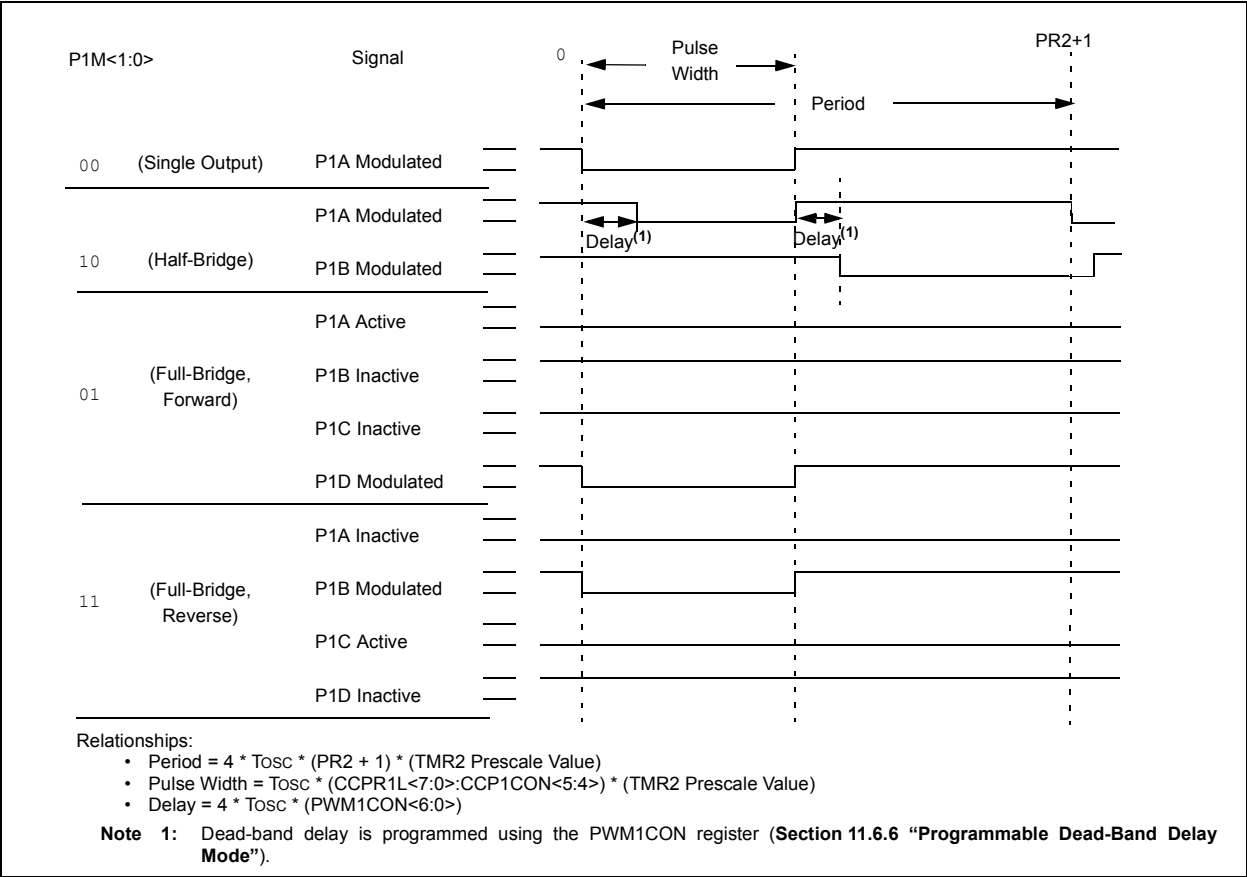 P1M<1:0> Signal 0 Pulse Width PR2+1
Period
00 (Single Output) P1A Modulated
P1A Modulated
Delay(1) Delay(1)
10 (Half-Bridge) P1B Modulated
P1A Active
01 (Full-Bridge, Forward) P1B Inactive
P1C Inactive
P1D Modulated
P1A Inactive
11 (Full-Bridge, Reverse) P1B Modulated
P1C Active
P1D Inactive
Relationships:
• Period = 4 * TOSC * (PR2 + 1) * (TMR2 Prescale Value)
• Pulse Width = TOSC * (CCPR1L<7:0>:CCP1CON<5:4>) * (TMR2 Prescale Value)
• Delay = 4 * TOSC * (PWM1CON<6:0>)
Note 1: Dead-band delay is programmed using the PWM1CON register (Section 11.6.6 “Programmable Dead-Band Delay
Mode”).